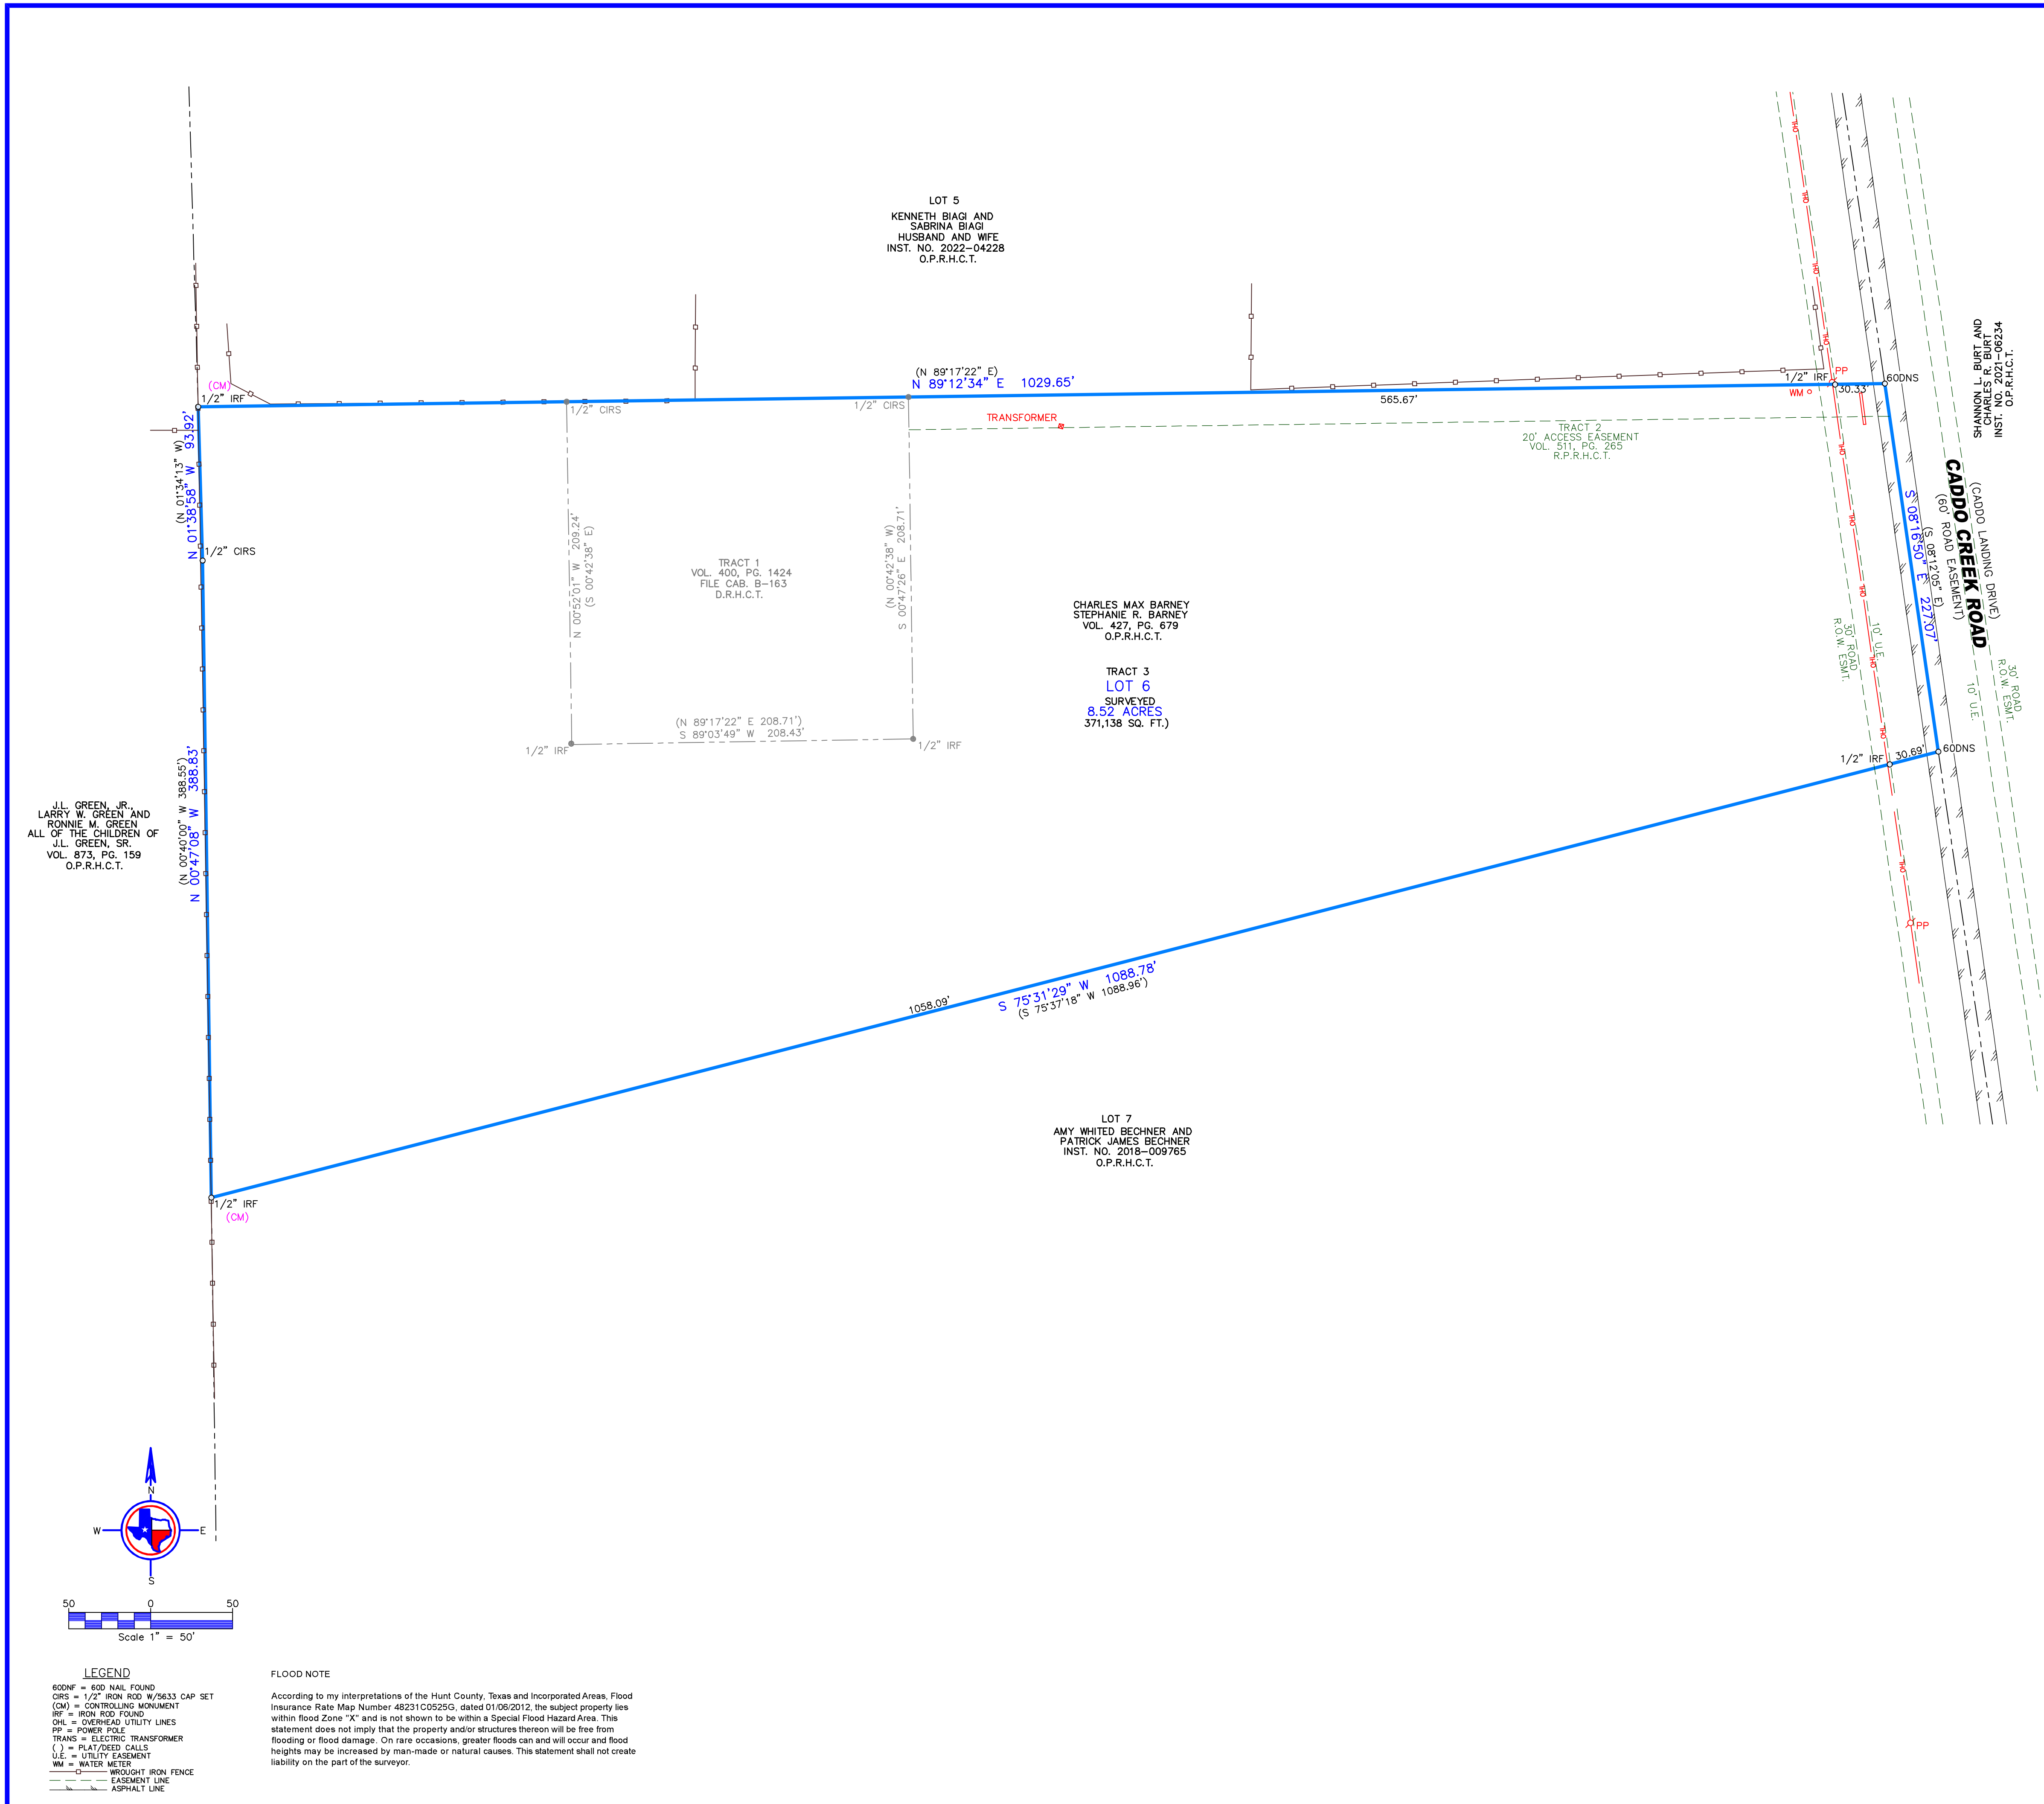 LOT 5
KENNETH BIAGI AND
SABRINA BIAGI
HUSBAND AND WIFE
INST. NO. 2022-04228
O.P.R.H.C.T.
(N 89°17'22" E)
N 89°12'34" E 1029.65'
(CM)
1/2" IRF
1/2" CIRS
1/2" CIRS
565.67'
1/2" IRF
PP
30.33'
60DNS
WM
TRANSFORMER
TRACT 2
20' ACCESS EASEMENT
VOL. 511, PG. 265
R.P.R.H.C.T.
OHL
OHL
OHL
OHL
OHL
OHL
OHL
OHL
OHL
OHL
OHL
SHANNON L. BURT AND
CHARLES R. BURT
INST. NO. 2021-06234
O.P.R.H.C.T.
(N 01°34'13" W)
N 01°38'58" W 93.92'
1/2" CIRS
N 00°52'01" W 209.24'
(S 00°42'38" E)
TRACT 1
VOL. 400, PG. 1424
FILE CAB. B-163
D.R.H.C.T.
(N 00°42'38" W)
S 00°47'26" E 208.71'
(N 89°17'22" E 208.71')
S 89°03'49" W 208.43'
1/2" IRF
1/2" IRF
CHARLES MAX BARNEY
STEPHANIE R. BARNEY
VOL. 427, PG. 679
O.P.R.H.C.T.
TRACT 3
LOT 6
SURVEYED
8.52 ACRES
371,138 SQ. FT.)
S 08°16'50" E 227.07'
(S 08°12'05" E)
(60' ROAD EASEMENT)
CADDO CREEK ROAD
(CADDO LANDING DRIVE)
30' ROAD
R.O.W. ESMT.
10' U.E.
10' U.E.
30' ROAD
R.O.W. ESMT.
1/2" IRF
30.69'
60DNS
PP
J.L. GREEN, JR.,
LARRY W. GREEN AND
RONNIE M. GREEN
ALL OF THE CHILDREN OF
J.L. GREEN, SR.
VOL. 873, PG. 159
O.P.R.H.C.T.
(N 00°40'00" W 388.55')
N 00°47'08" W 388.83'
1058.09'
S 75°31'29" W 1088.78'
(S 75°37'18" W 1088.96')
LOT 7
AMY WHITED BECHNER AND
PATRICK JAMES BECHNER
INST. NO. 2018-009765
O.P.R.H.C.T.
1/2" IRF
(CM)
N
W
E
S
50 0 50
Scale 1" = 50'
LEGEND
60DNF = 60D NAIL FOUND
CIRS = 1/2" IRON ROD W/5633 CAP SET
(CM) = CONTROLLING MONUMENT
IRF = IRON ROD FOUND
OHL = OVERHEAD UTILITY LINES
PP = POWER POLE
TRANS = ELECTRIC TRANSFORMER
( ) = PLAT/DEED CALLS
U.E. = UTILITY EASEMENT
WM = WATER METER
WROUGHT IRON FENCE
EASEMENT LINE
ASPHALT LINE
FLOOD NOTE
According to my interpretations of the Hunt County, Texas and Incorporated Areas, Flood
Insurance Rate Map Number 48231C0525G, dated 01/06/2012, the subject property lies
within flood Zone "X" and is not shown to be within a Special Flood Hazard Area. This
statement does not imply that the property and/or structures thereon will be free from
flooding or flood damage. On rare occasions, greater floods can and will occur and flood
heights may be increased by man-made or natural causes. This statement shall not create
liability on the part of the surveyor.